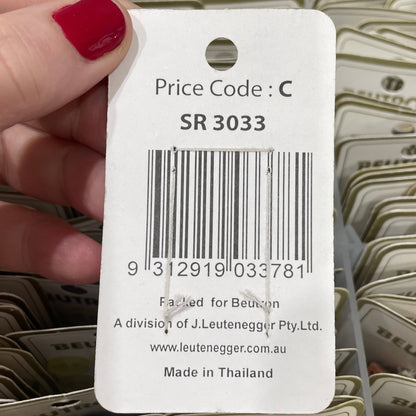 Price Code : C
SR 3033
9 312919 033781
Packed for Beutron
A division of J.Leutenegger Pty.Ltd.
www.leutenegger.com.au
Made in Thailand